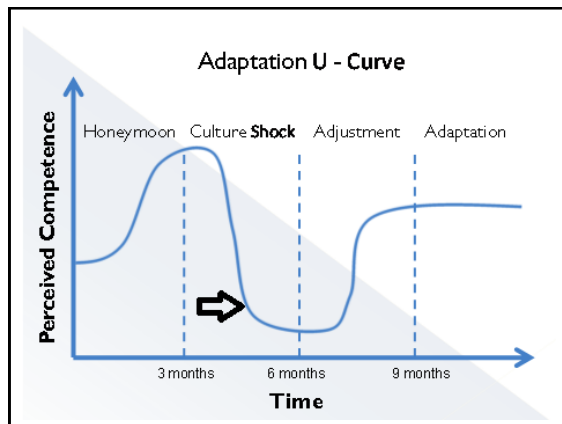 Adaptation U - Curve
Honeymoon Culture Shock Adjustment Adaptation
Perceived Competence
3 months 6 months 9 months
Time